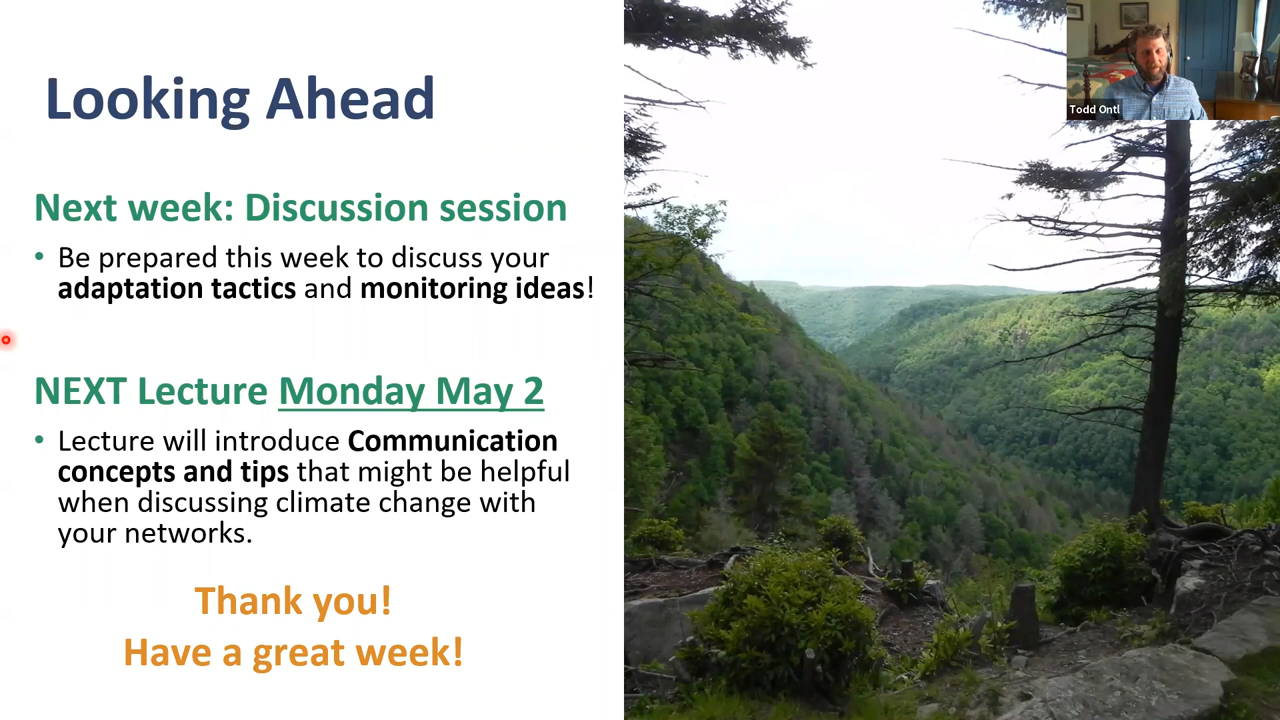 Looking Ahead
Next week: Discussion session
• Be prepared this week to discuss your
adaptation tactics and monitoring ideas!
NEXT Lecture Monday May 2
• Lecture will introduce Communication
concepts and tips that might be helpful
when discussing climate change with
your networks.
Thank you!
Have a great week!
Todd Ontl